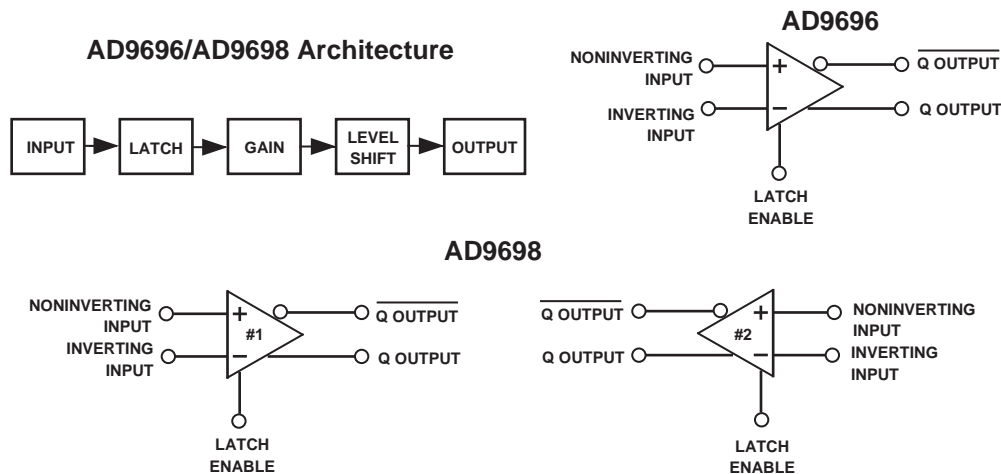 AD9696/AD9698 Architecture
INPUT
LATCH
GAIN
LEVEL
SHIFT
OUTPUT
AD9696
NONINVERTING
INPUT
INVERTING
INPUT
+
–
Q OUTPUT
Q OUTPUT
LATCH
ENABLE
AD9698
NONINVERTING
INPUT
INVERTING
INPUT
+
#1
–
Q OUTPUT
Q OUTPUT
LATCH
ENABLE
Q OUTPUT
Q OUTPUT
+
#2
–
NONINVERTING
INPUT
INVERTING
INPUT
LATCH
ENABLE